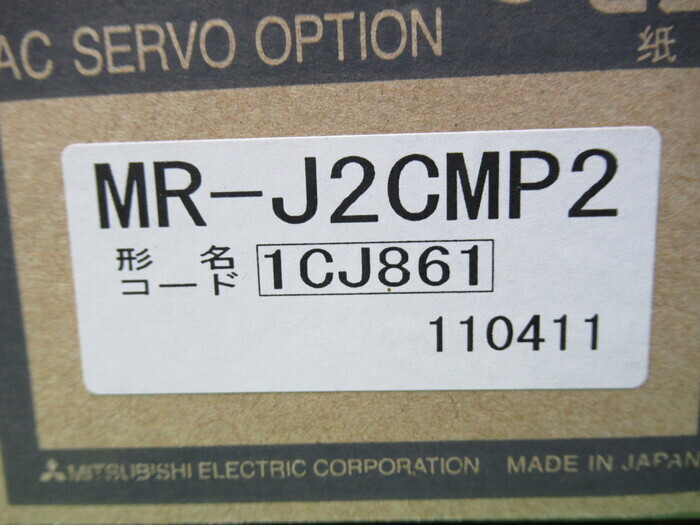 AC SERVO OPTION
紙
MR-J2CMP2
形名
コード 1CJ861
110411
MITSUBISHI ELECTRIC CORPORATION MADE IN JAPAN